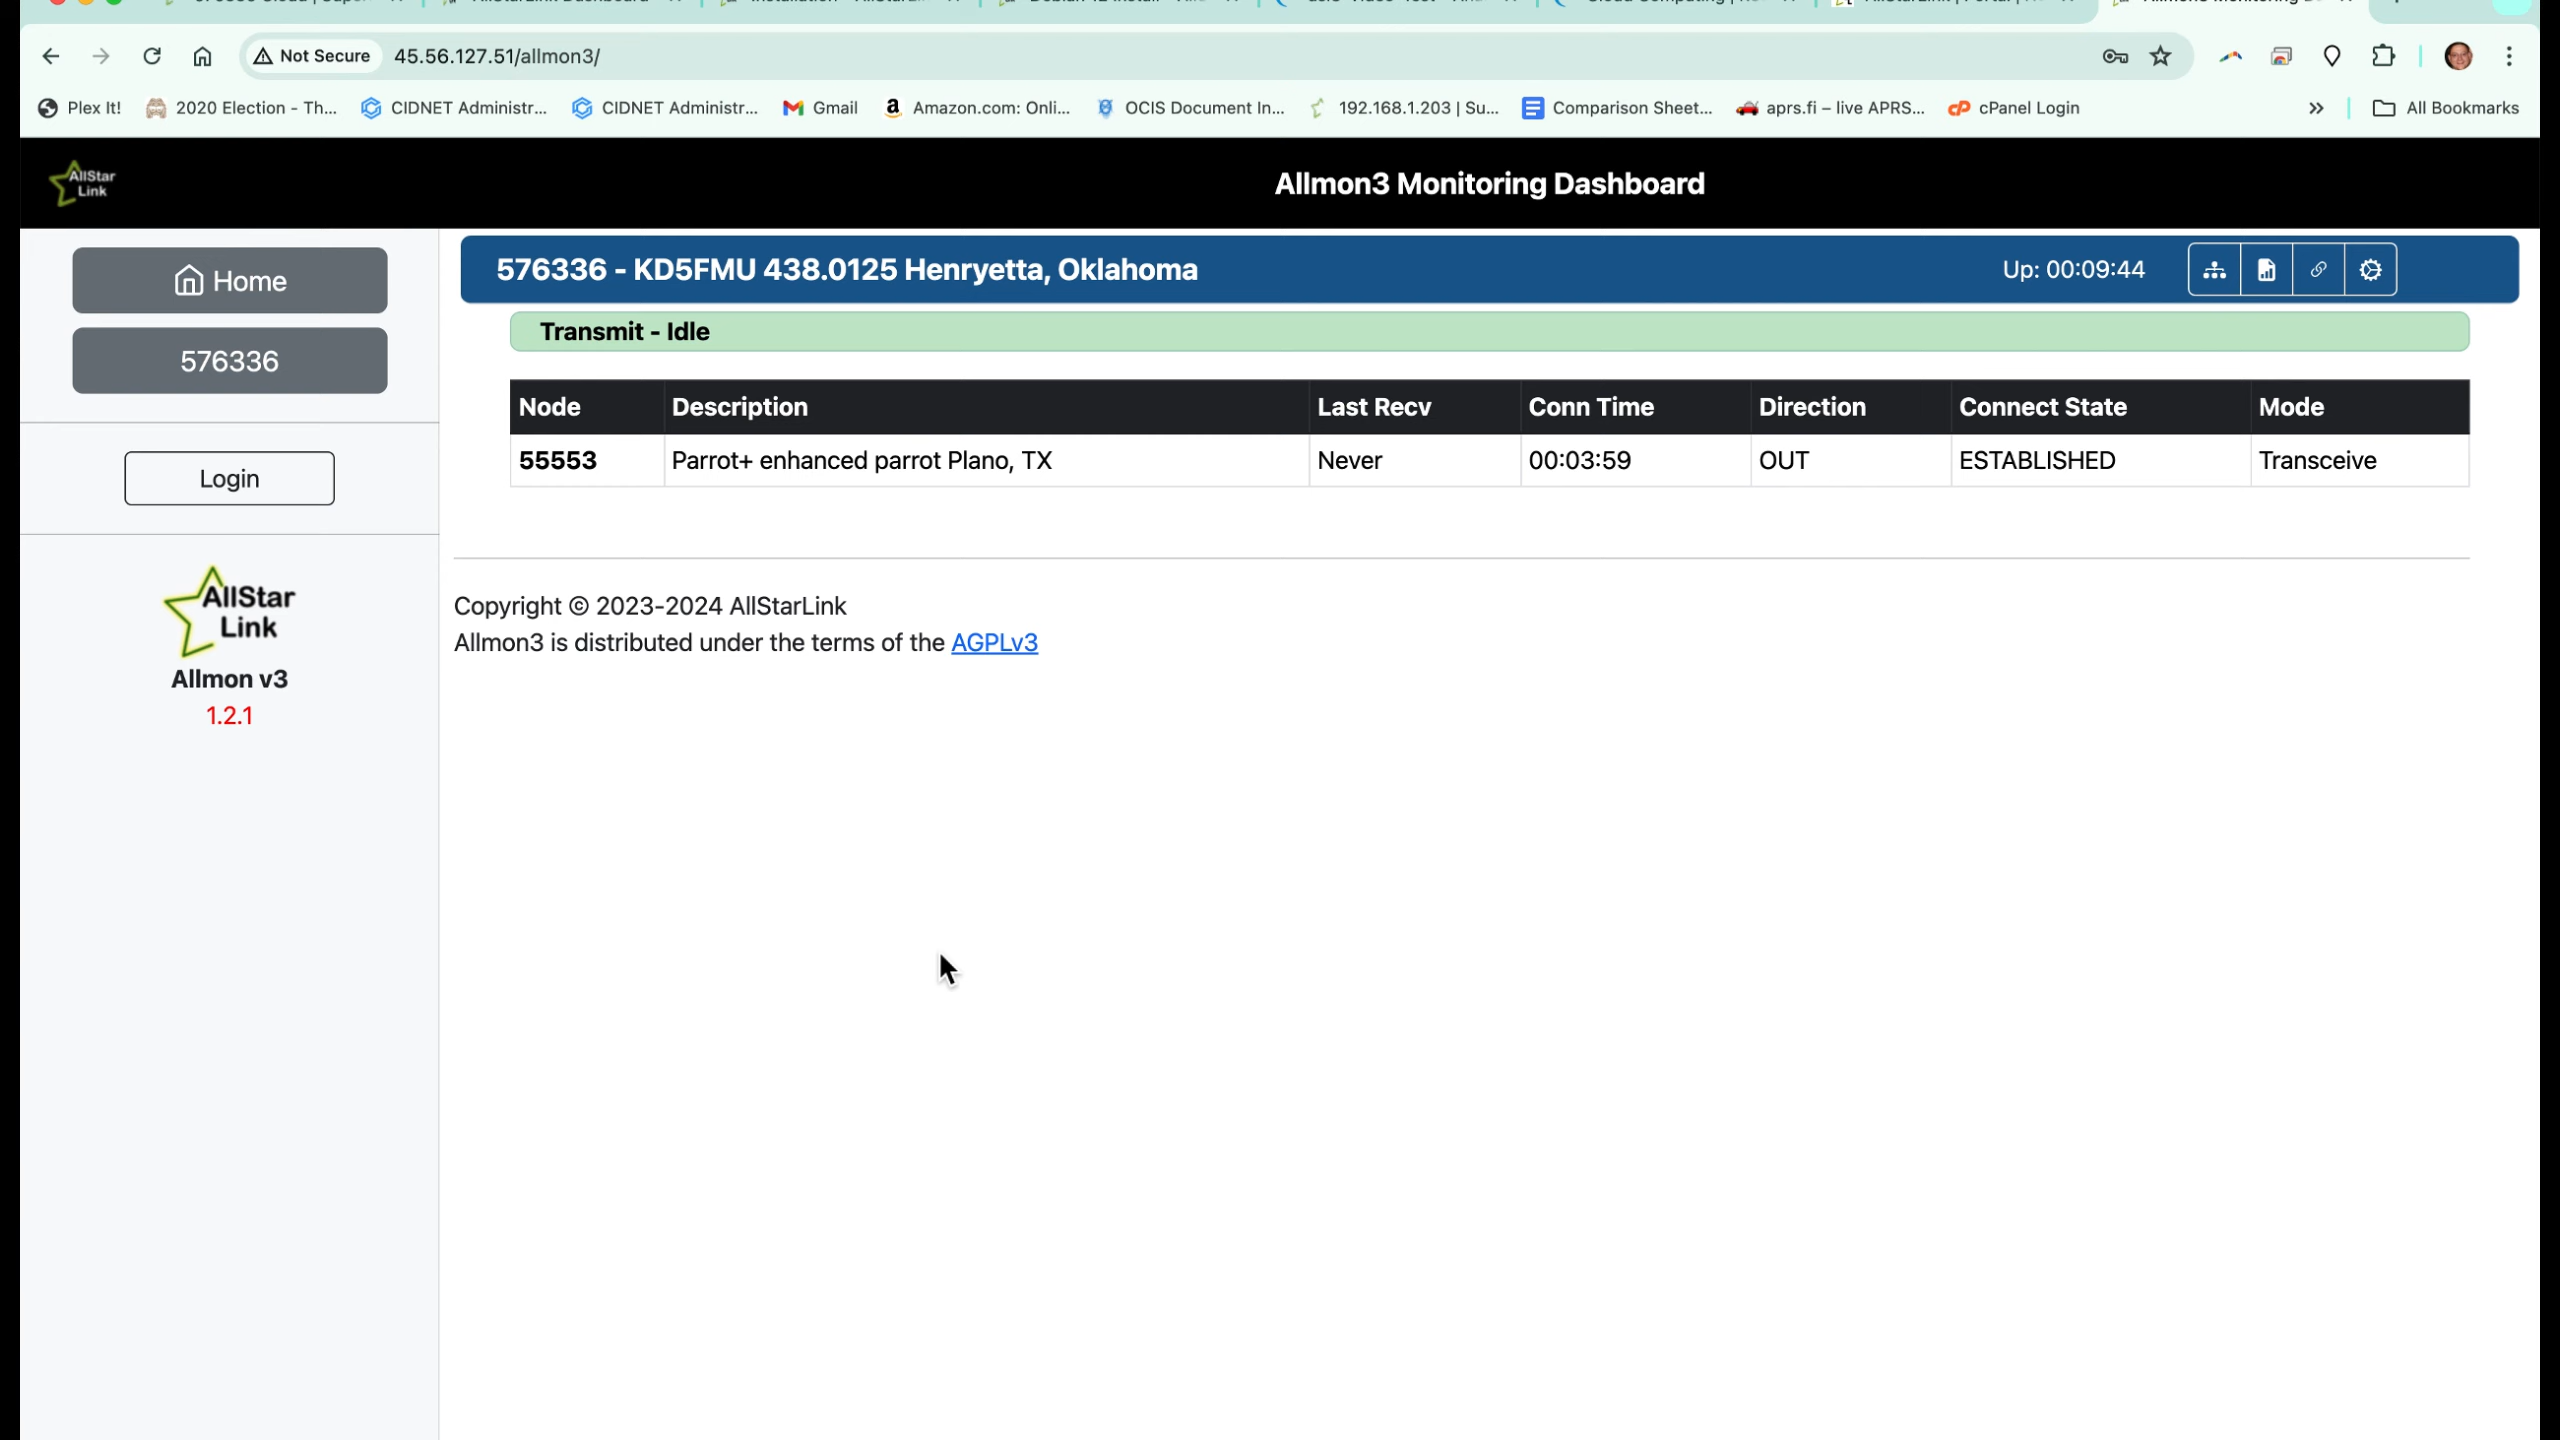 Not Secure 45.56.127.51/allmon3/
Plex It! 2020 Election - Th... CIDNET Administr... CIDNET Administr... Gmail Amazon.com: Onli... OCIS Document In... 192.168.1.203 | Su... Comparison Sheet... aprs.fi – live APRS... cPanel Login » All Bookmarks
AllStar
Link
Allmon3 Monitoring Dashboard
Home
576336
Login
AllStar
Link
Allmon v3
1.2.1
576336 - KD5FMU 438.0125 Henryetta, Oklahoma Up: 00:09:44
Transmit - Idle
Node Description Last Recv Conn Time Direction Connect State Mode
55553 Parrot+ enhanced parrot Plano, TX Never 00:03:59 OUT ESTABLISHED Transceive
Copyright © 2023-2024 AllStarLink
Allmon3 is distributed under the terms of the AGPLv3